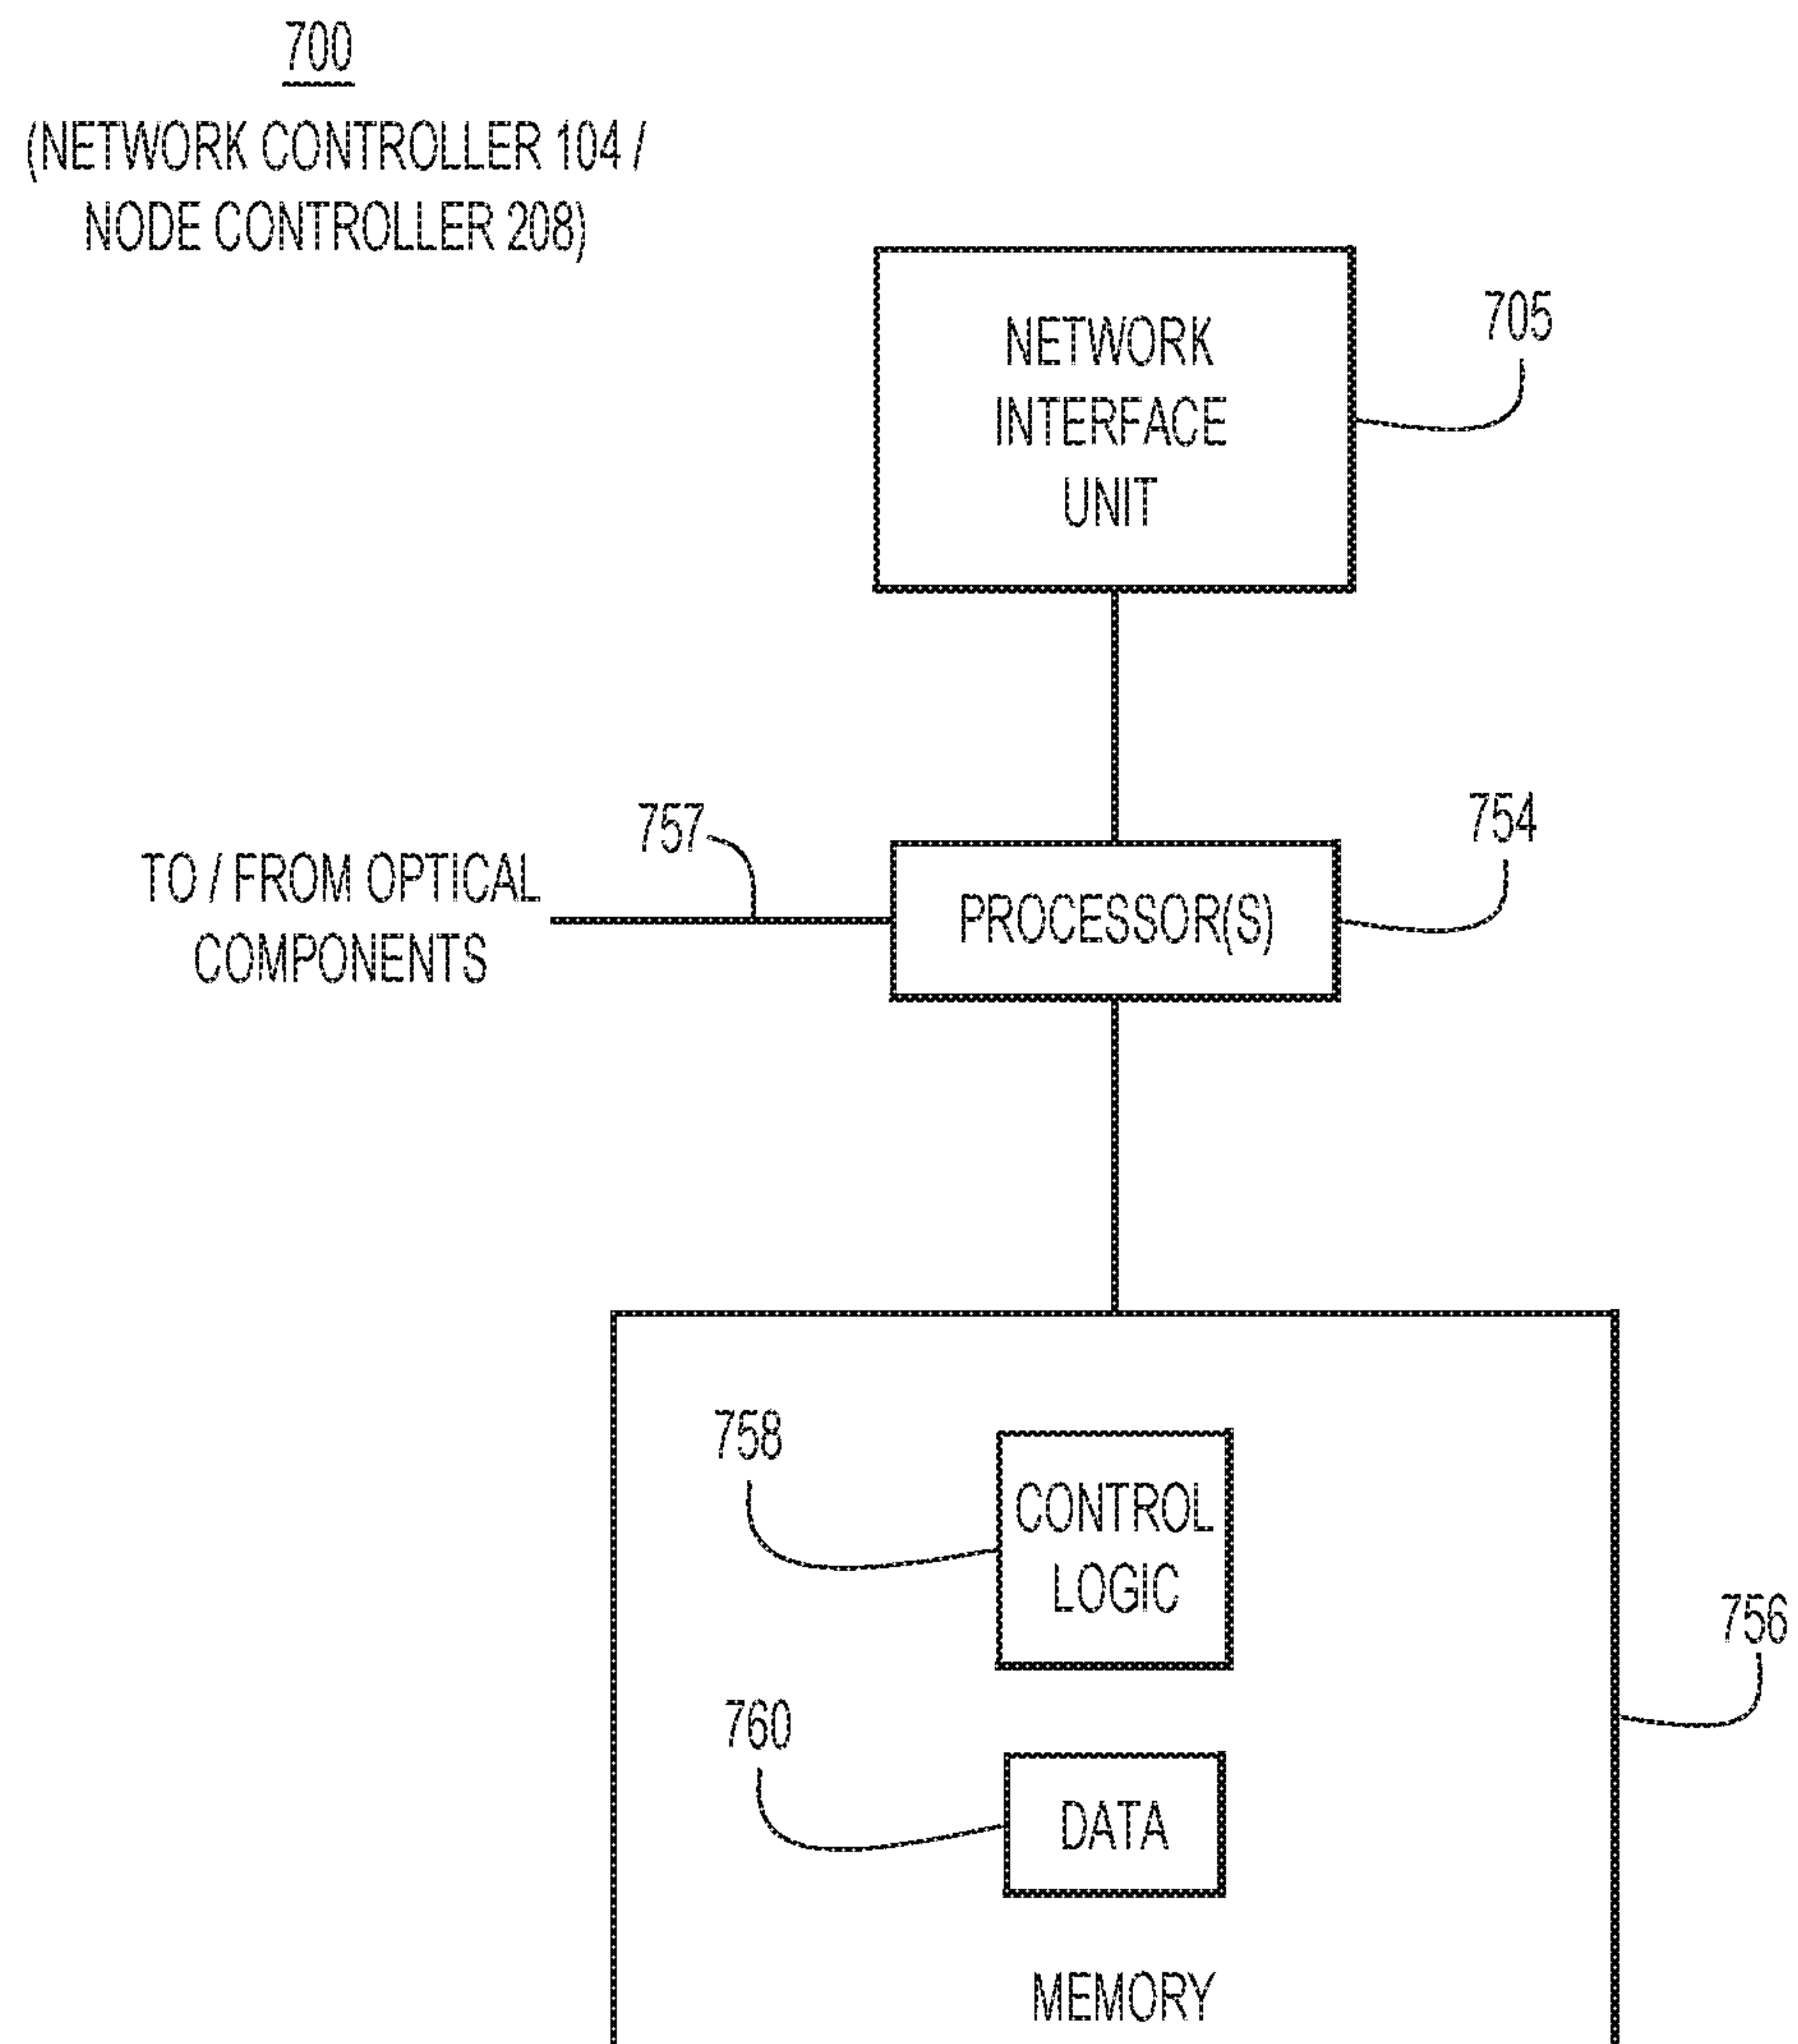 700
(NETWORK CONTROLLER 104 /
NODE CONTROLLER 208)
NETWORK
INTERFACE
UNIT
705
757
754
TO / FROM OPTICAL
COMPONENTS
PROCESSOR(S)
758
CONTROL
LOGIC
756
760
DATA
MEMORY